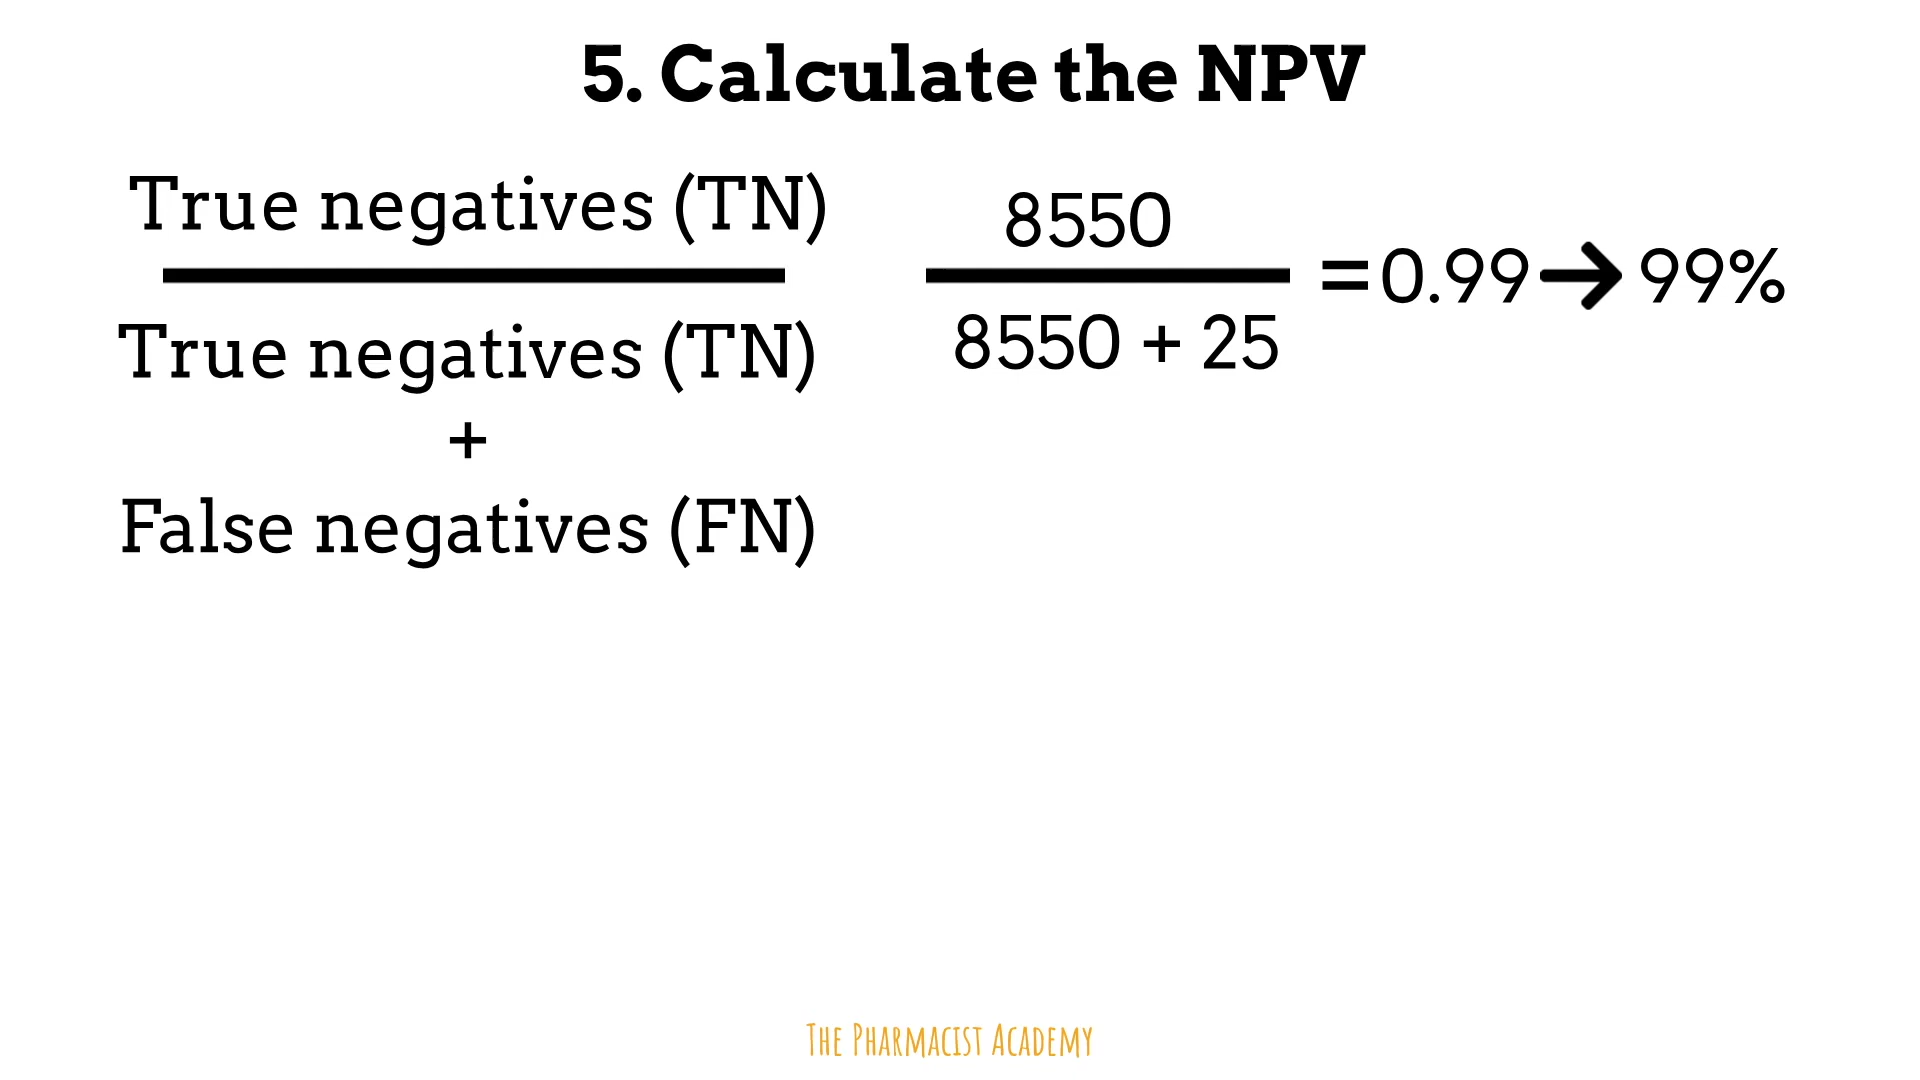 5. Calculate the NPV
True negatives (TN)
True negatives (TN)
+
False negatives (FN)
8550
8550 + 25
=0.99→ 99%
The Pharmacist Academy